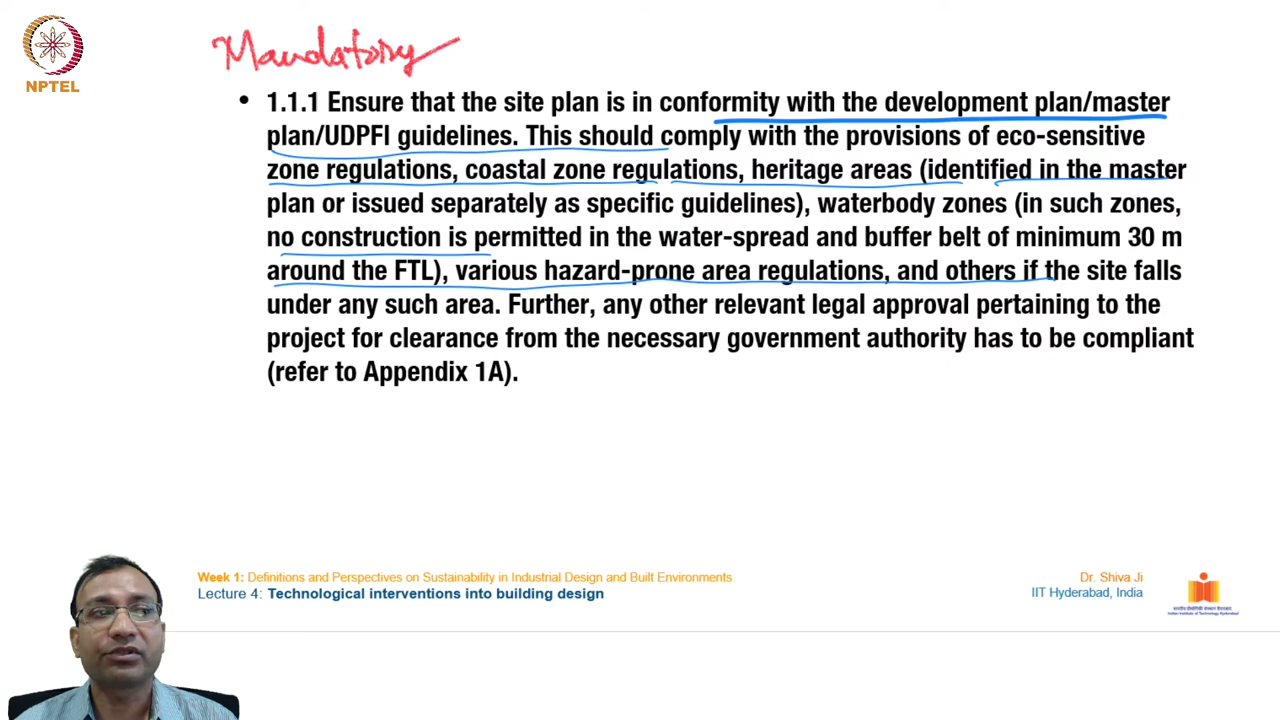 Mandatory
NPTEL
• 1.1.1 Ensure that the site plan is in conformity with the development plan/master
plan/UDPFI guidelines. This should comply with the provisions of eco-sensitive
zone regulations, coastal zone regulations, heritage areas (identified in the master
plan or issued separately as specific guidelines), waterbody zones (in such zones,
no construction is permitted in the water-spread and buffer belt of minimum 30 m
around the FTL), various hazard-prone area regulations, and others if the site falls
under any such area. Further, any other relevant legal approval pertaining to the
project for clearance from the necessary government authority has to be compliant
(refer to Appendix 1A).
Week 1: Definitions and Perspectives on Sustainability in Industrial Design and Built Environments
Lecture 4: Technological interventions into building design
Dr. Shiva Ji
IIT Hyderabad, India